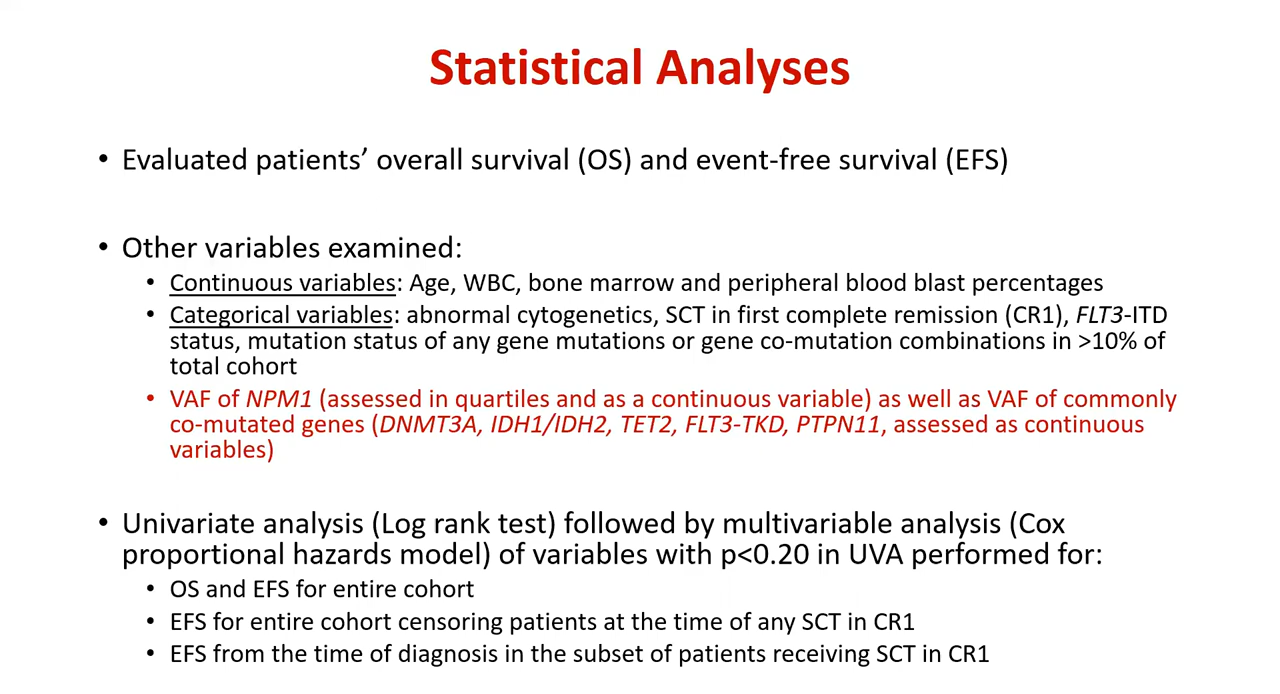 Statistical Analyses
• Evaluated patients’ overall survival (OS) and event-free survival (EFS)
• Other variables examined:
• Continuous variables: Age, WBC, bone marrow and peripheral blood blast percentages
• Categorical variables: abnormal cytogenetics, SCT in first complete remission (CR1), FLT3-ITD
status, mutation status of any gene mutations or gene co-mutation combinations in >10% of
total cohort
• VAF of NPM1 (assessed in quartiles and as a continuous variable) as well as VAF of commonly
co-mutated genes (DNMT3A, IDH1/IDH2, TET2, FLT3-TKD, PTPN11, assessed as continuous
variables)
• Univariate analysis (Log rank test) followed by multivariable analysis (Cox
proportional hazards model) of variables with p<0.20 in UVA performed for:
• OS and EFS for entire cohort
• EFS for entire cohort censoring patients at the time of any SCT in CR1
• EFS from the time of diagnosis in the subset of patients receiving SCT in CR1